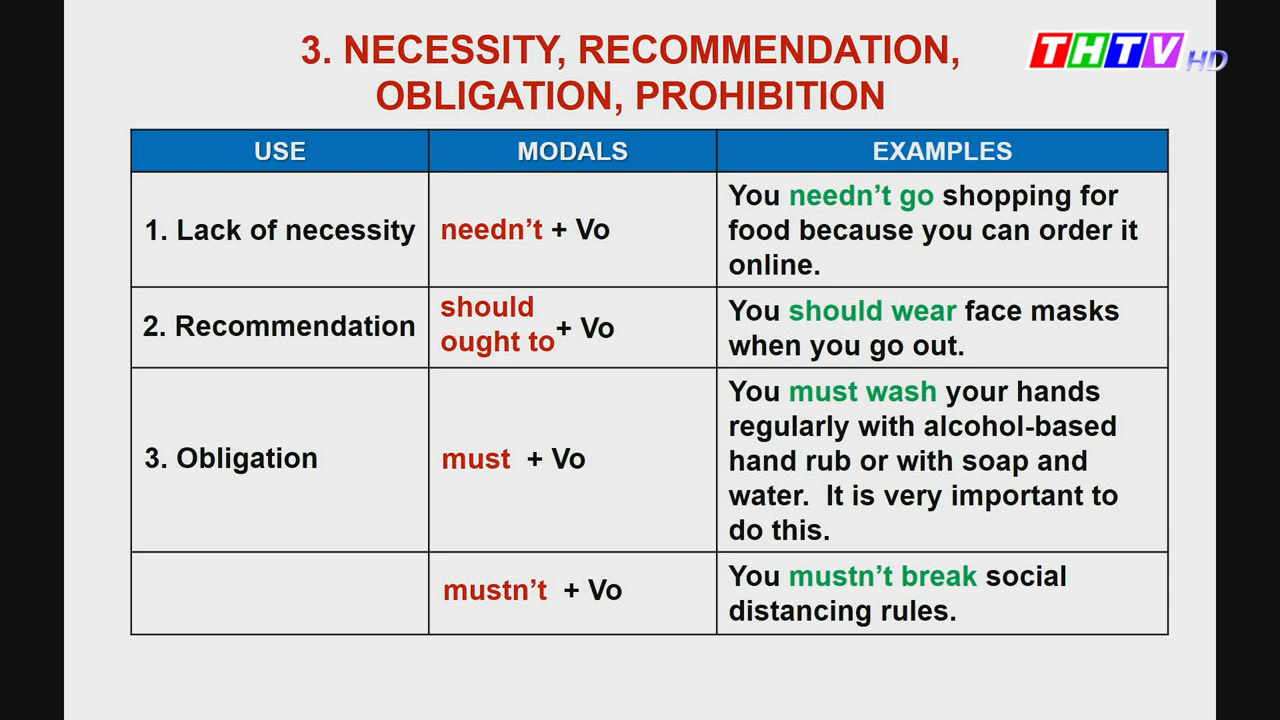 3. NECESSITY, RECOMMENDATION,
OBLIGATION, PROHIBITION
THTV HD
USE
MODALS
EXAMPLES
1. Lack of necessity
needn't + Vo
You needn't go shopping for
food because you can order it
online.
2. Recommendation
should
ought to + Vo
You should wear face masks
when you go out.
3. Obligation
must + Vo
You must wash your hands
regularly with alcohol-based
hand rub or with soap and
water. It is very important to
do this.
mustn't + Vo
You mustn't break social
distancing rules.